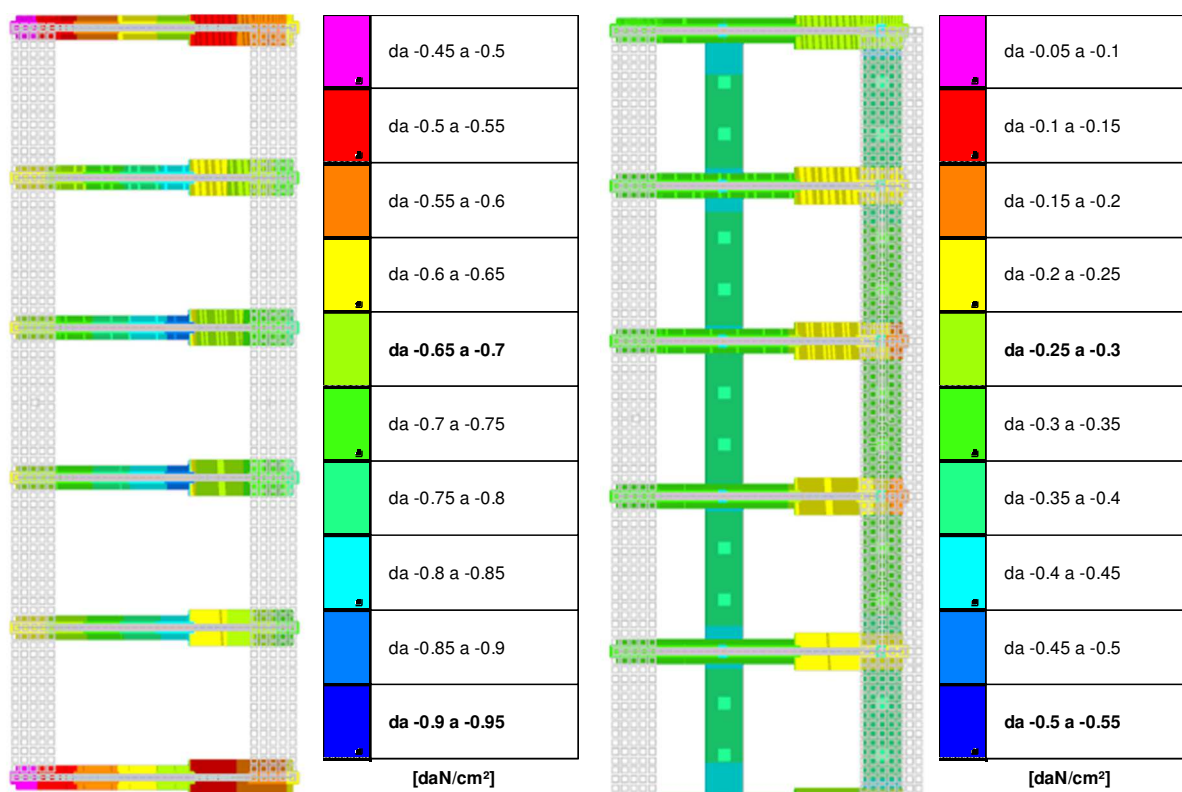 da -0.45 a -0.5
da -0.5 a -0.55
da -0.55 a -0.6
da -0.6 a -0.65
da -0.65 a -0.7
da -0.7 a -0.75
da -0.75 a -0.8
da -0.8 a -0.85
da -0.85 a -0.9
da -0.9 a -0.95
[daN/cm²]
da -0.05 a -0.1
da -0.1 a -0.15
da -0.15 a -0.2
da -0.2 a -0.25
da -0.25 a -0.3
da -0.3 a -0.35
da -0.35 a -0.4
da -0.4 a -0.45
da -0.45 a -0.5
da -0.5 a -0.55
[daN/cm²]